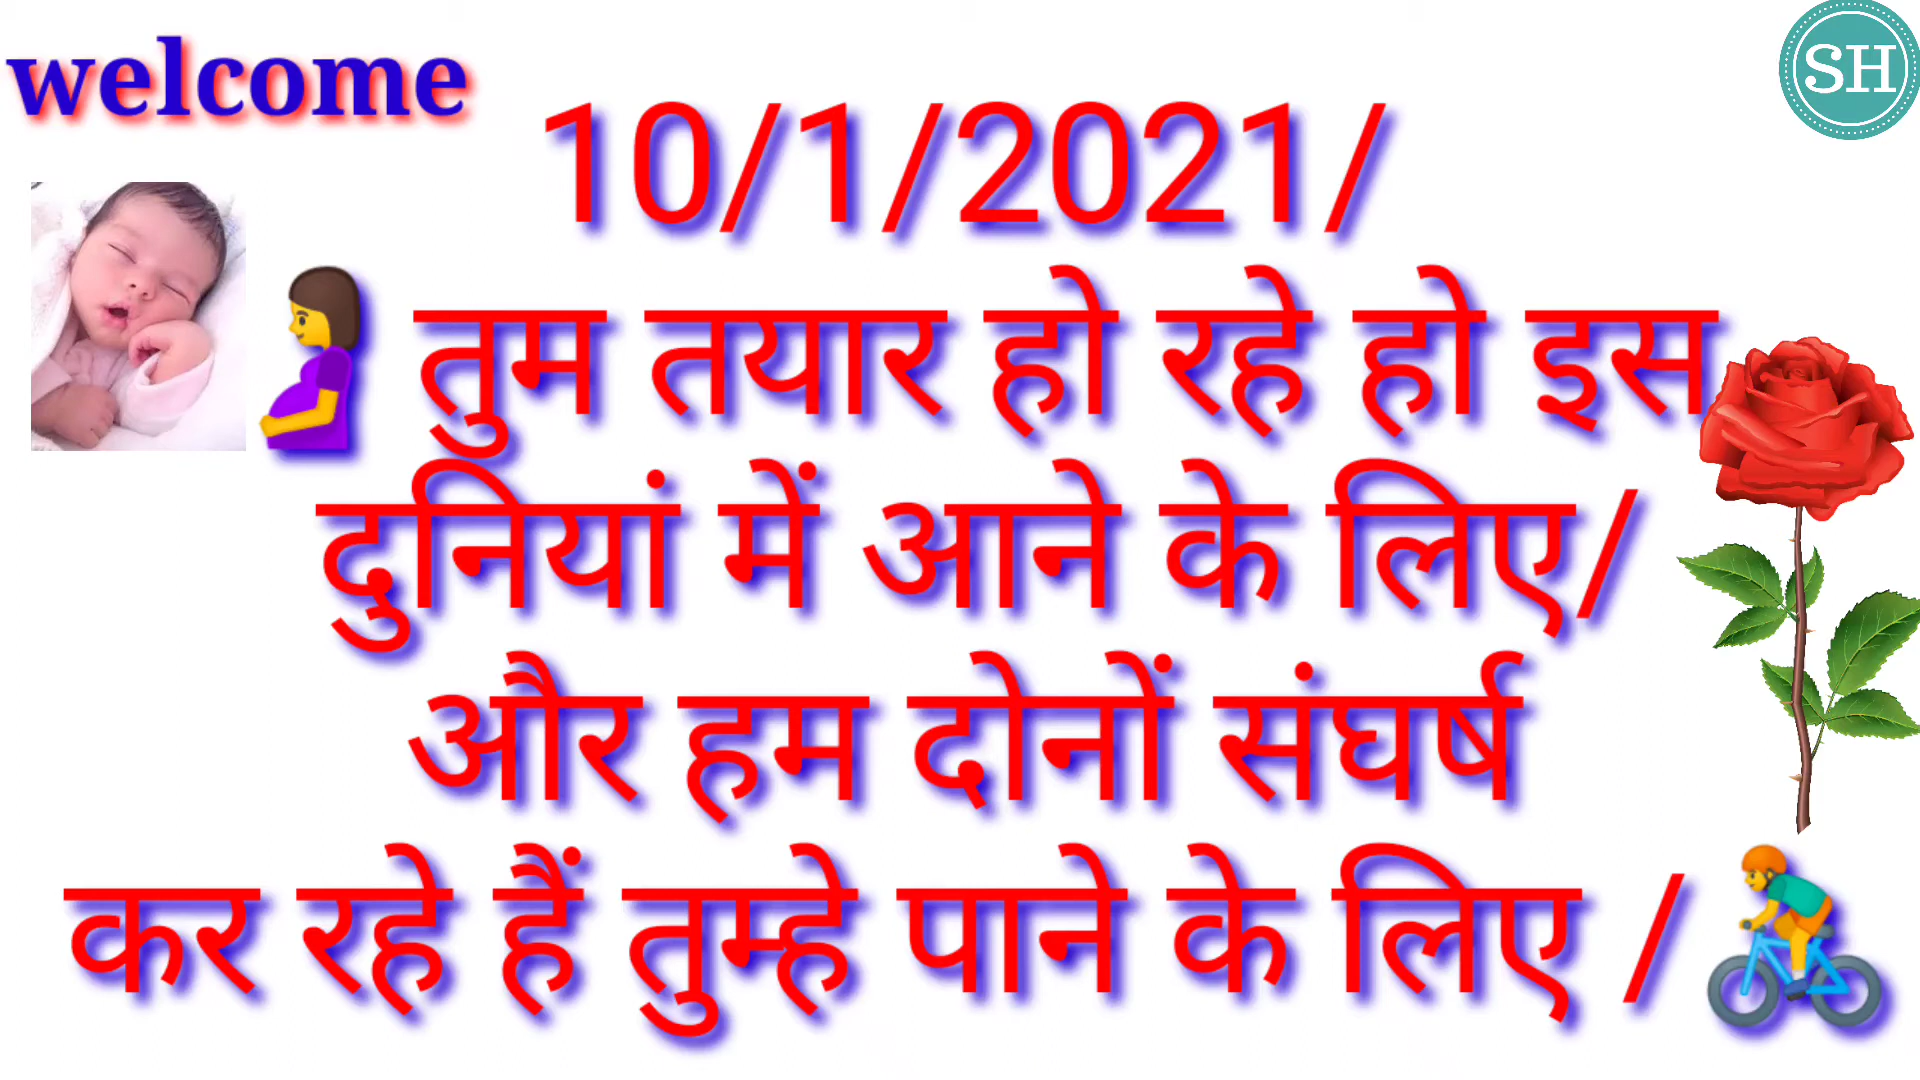 welcome
SH
10/1/2021/
तुम तयार हो रहे हो इस
दुनियां में आने के लिए/
और हम दोनों संघर्ष
कर रहे हैं तुम्हे पाने के लिए /